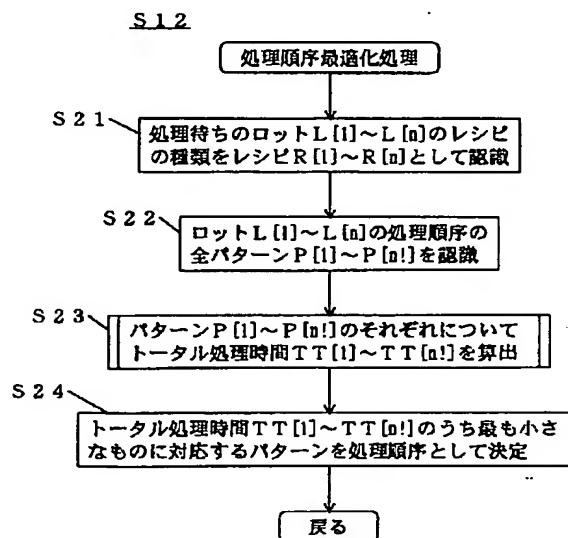 S12
処理順序最適化処理
S21
処理待ちのロットL[1]~L[n]のレシピ
の種類をレシピR[1]~R[n]として認識
S22
ロットL[1]~L[n]の処理順序の
全パターンP[1]~P[n!]を認識
S23
パターンP[1]~P[n!]のそれぞれについて
トータル処理時間TT[1]~TT[n!]を算出
S24
トータル処理時間TT[1]~TT[n!]のうち最も小さ
なものに対応するパターンを処理順序として決定
戻る